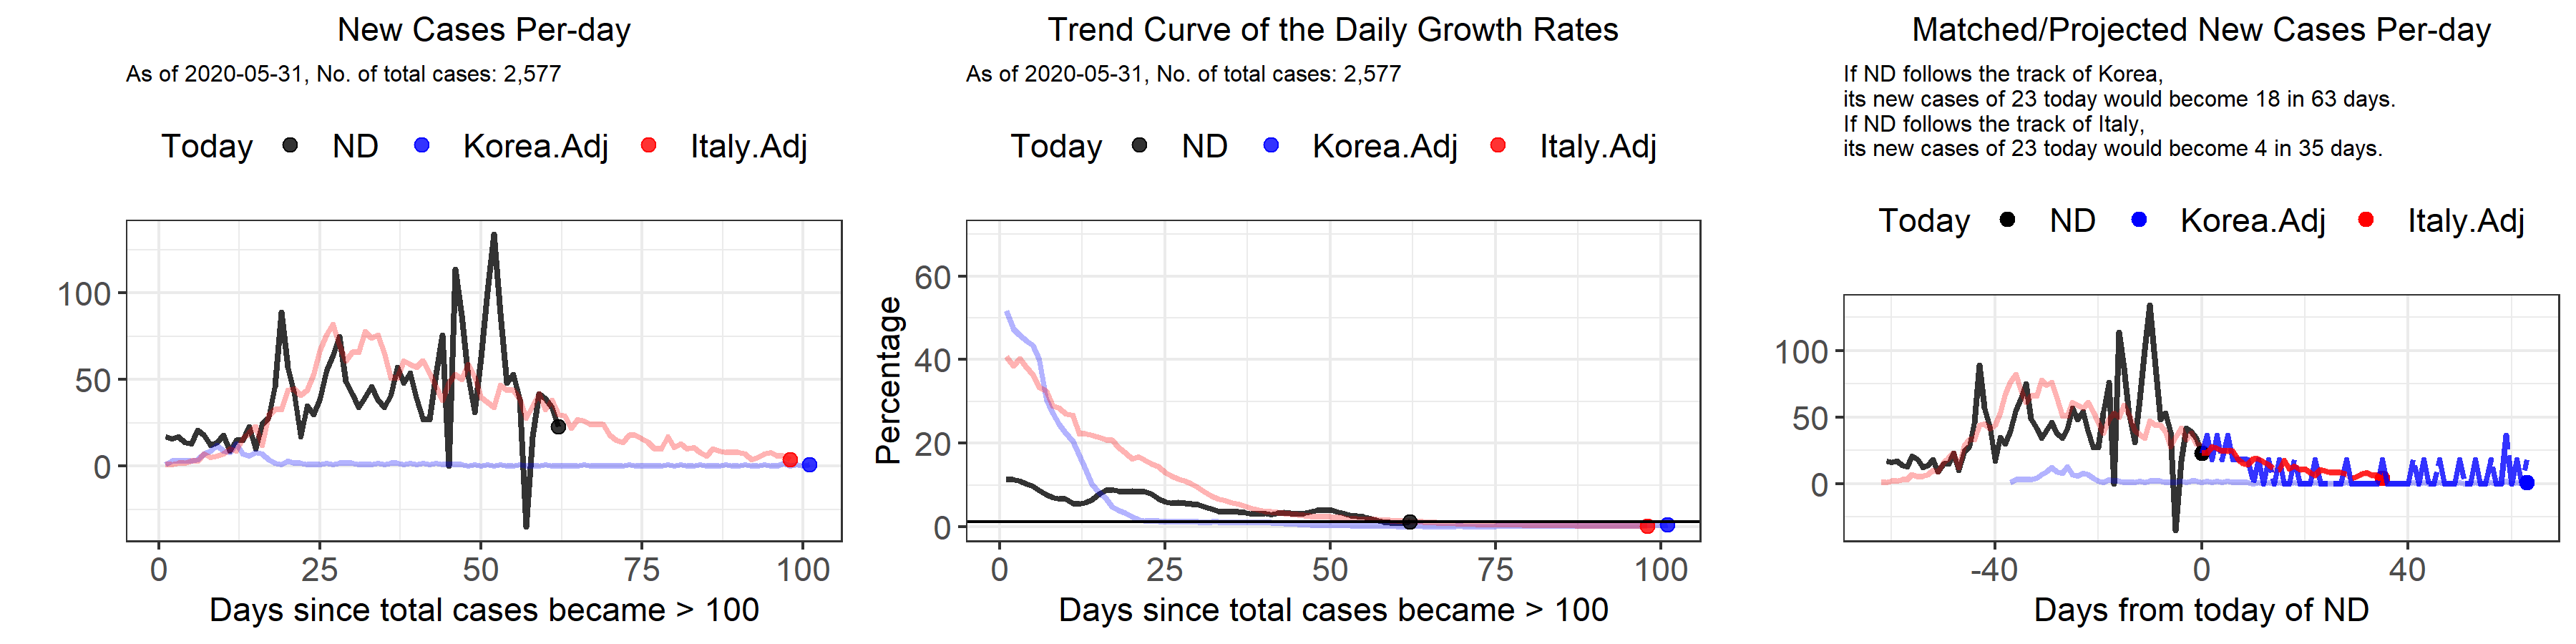 New Cases Per-day
As of 2020-05-31, No. of total cases: 2,577
Today ND Korea.Adj Italy.Adj
100
50
0
0 25 50 75 100
Days since total cases became > 100
Trend Curve of the Daily Growth Rates
As of 2020-05-31, No. of total cases: 2,577
Today ND Korea.Adj Italy.Adj
Percentage
60
40
20
0
0 25 50 75 100
Days since total cases became > 100
Matched/Projected New Cases Per-day
If ND follows the track of Korea,
its new cases of 23 today would become 18 in 63 days.
If ND follows the track of Italy,
its new cases of 23 today would become 4 in 35 days.
Today ND Korea.Adj Italy.Adj
100
50
0
-40 0 40
Days from today of ND